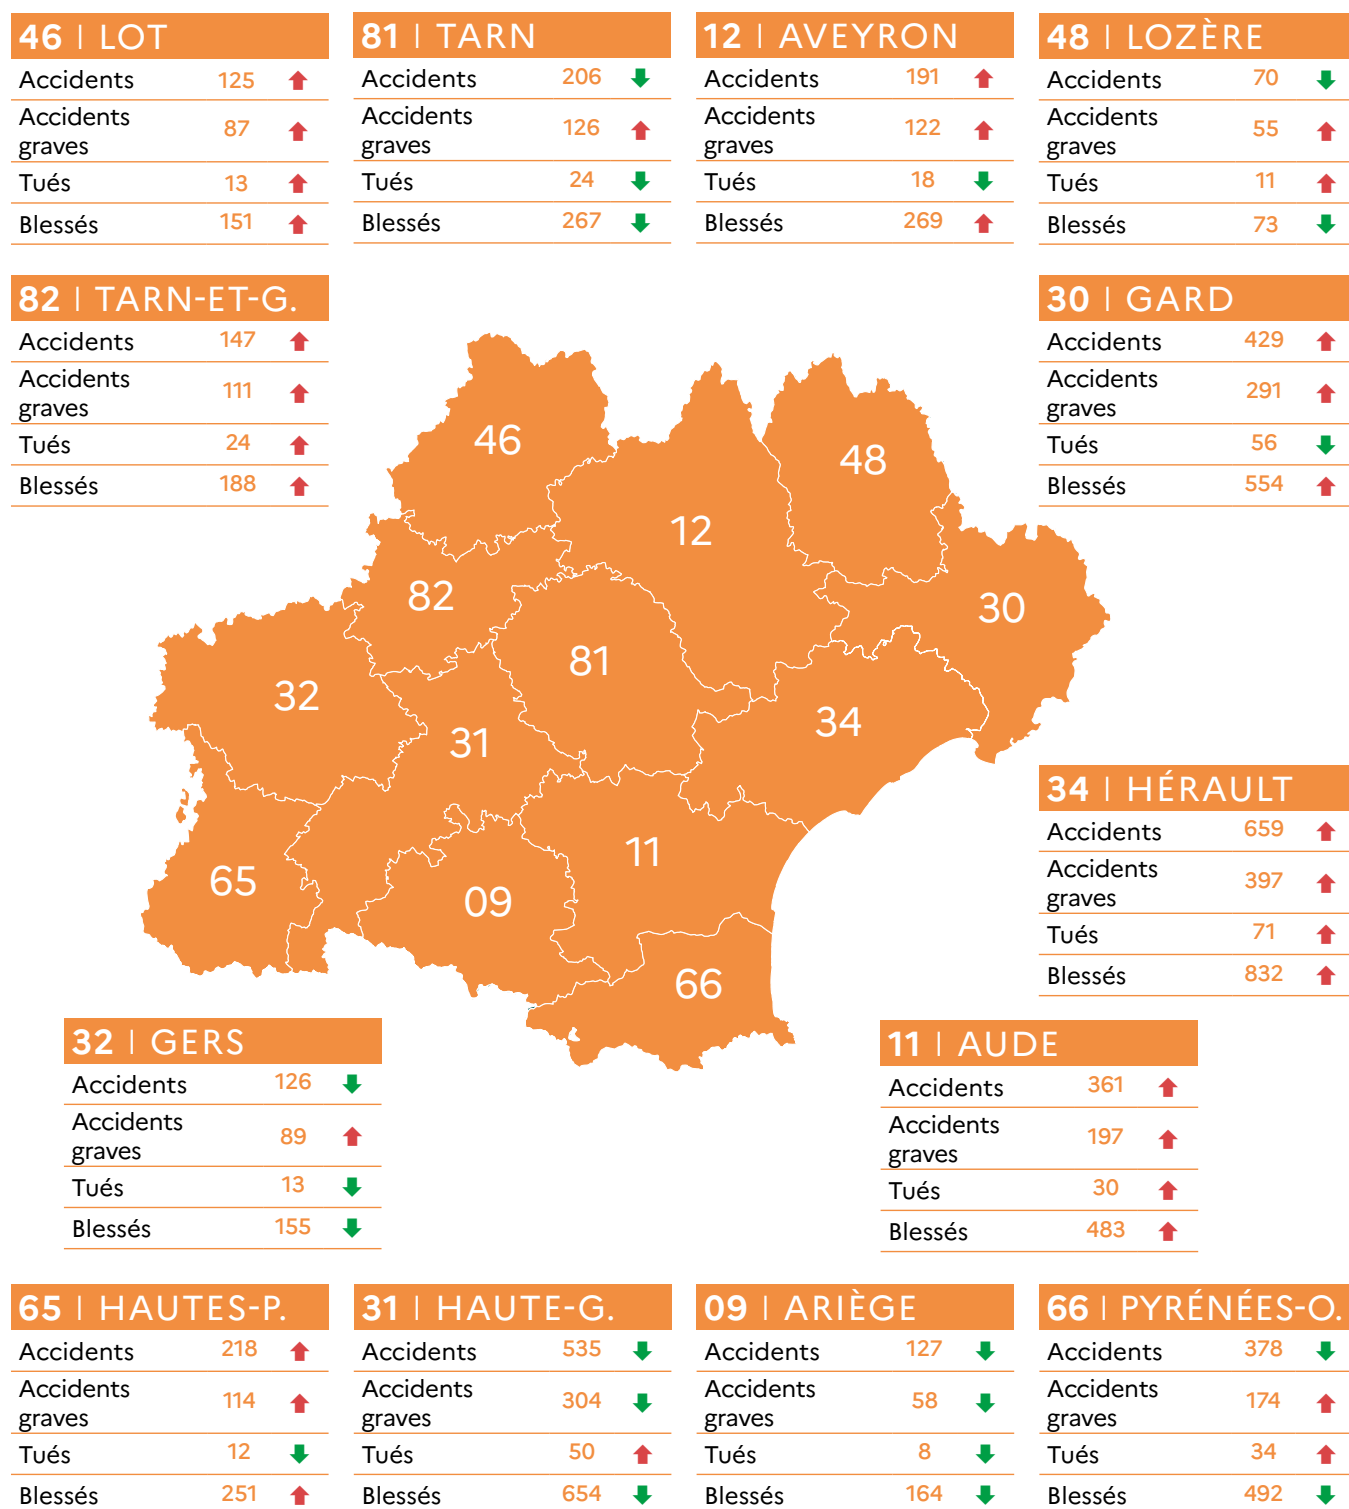 46 | LOT
Accidents 125
Accidents
graves 87
Tués 13
Blessés 151
81 | TARN
Accidents 206
Accidents
graves 126
Tués 24
Blessés 267
12 | AVEYRON
Accidents 191
Accidents
graves 122
Tués 18
Blessés 269
48 | LOZÈRE
Accidents 70
Accidents
graves 55
Tués 11
Blessés 73
82 | TARN-ET-G.
Accidents 147
Accidents
graves 111
Tués 24
Blessés 188
30 | GARD
Accidents 429
Accidents
graves 291
Tués 56
Blessés 554
46
48
12
82
30
81
32
34
31
11
65
09
66
34 | HÉRAULT
Accidents 659
Accidents
graves 397
Tués 71
Blessés 832
32 | GERS
Accidents 126
Accidents
graves 89
Tués 13
Blessés 155
11 | AUDE
Accidents 361
Accidents
graves 197
Tués 30
Blessés 483
65 | HAUTES-P.
Accidents 218
Accidents
graves 114
Tués 12
Blessés 251
31 | HAUTE-G.
Accidents 535
Accidents
graves 304
Tués 50
Blessés 654
09 | ARIÈGE
Accidents 127
Accidents
graves 58
Tués 8
Blessés 164
66 | PYRÉNÉES-O.
Accidents 378
Accidents
graves 174
Tués 34
Blessés 492